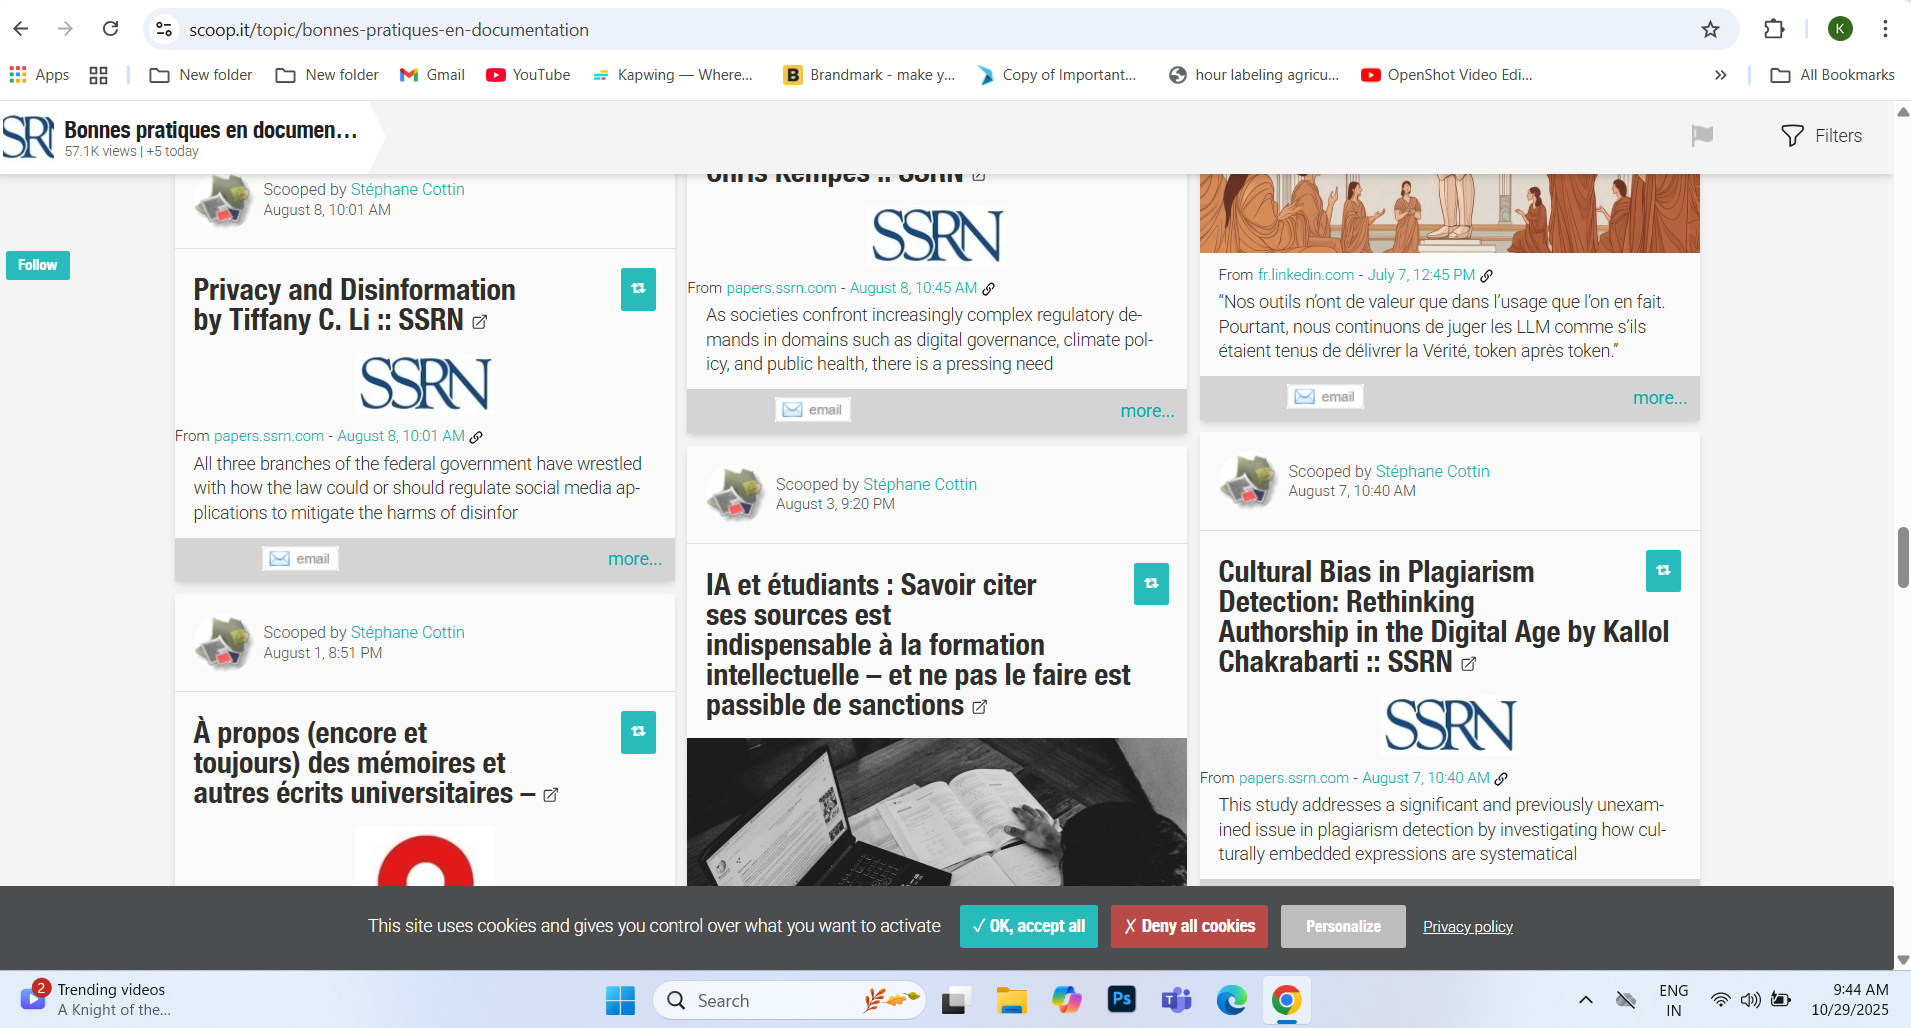 scoop.it/topic/bonnes-pratiques-en-documentation
K
Apps
New folder
New folder
Gmail
YouTube
Kapwing — Where...
Brandmark - make y...
Copy of Important...
hour labeling agricu...
OpenShot Video Edi...
All Bookmarks
Bonnes pratiques en documen...
57.1K views | +5 today
Filters
Follow
Scooped by Stéphane Cottin
August 8, 10:01 AM
Privacy and Disinformation
by Tiffany C. Li :: SSRN
SSRN
From papers.ssrn.com - August 8, 10:01 AM
All three branches of the federal government have wrestled
with how the law could or should regulate social media ap-
plications to mitigate the harms of disinfor
email
more...
Scooped by Stéphane Cottin
August 1, 8:51 PM
À propos (encore et
toujours) des mémoires et
autres écrits universitaires –
Chris Kempes :: SSRN
SSRN
From papers.ssrn.com - August 8, 10:45 AM
As societies confront increasingly complex regulatory de-
mands in domains such as digital governance, climate pol-
icy, and public health, there is a pressing need
email
more...
Scooped by Stéphane Cottin
August 3, 9:20 PM
IA et étudiants : Savoir citer
ses sources est
indispensable à la formation
intellectuelle – et ne pas le faire est
passible de sanctions
From fr.linkedin.com - July 7, 12:45 PM
“Nos outils n’ont de valeur que dans l’usage que l’on en fait.
Pourtant, nous continuons de juger les LLM comme s’ils
étaient tenus de délivrer la Vérité, token après token.”
email
more...
Scooped by Stéphane Cottin
August 7, 10:40 AM
Cultural Bias in Plagiarism
Detection: Rethinking
Authorship in the Digital Age by Kallol
Chakrabarti :: SSRN
SSRN
From papers.ssrn.com - August 7, 10:40 AM
This study addresses a significant and previously unexam-
ined issue in plagiarism detection by investigating how cul-
turally embedded expressions are systematical
This site uses cookies and gives you control over what you want to activate
✓ OK, accept all
✗ Deny all cookies
Personalize
Privacy policy
2
Trending videos
A Knight of the...
Search
Ps
ENG
IN
9:44 AM
10/29/2025